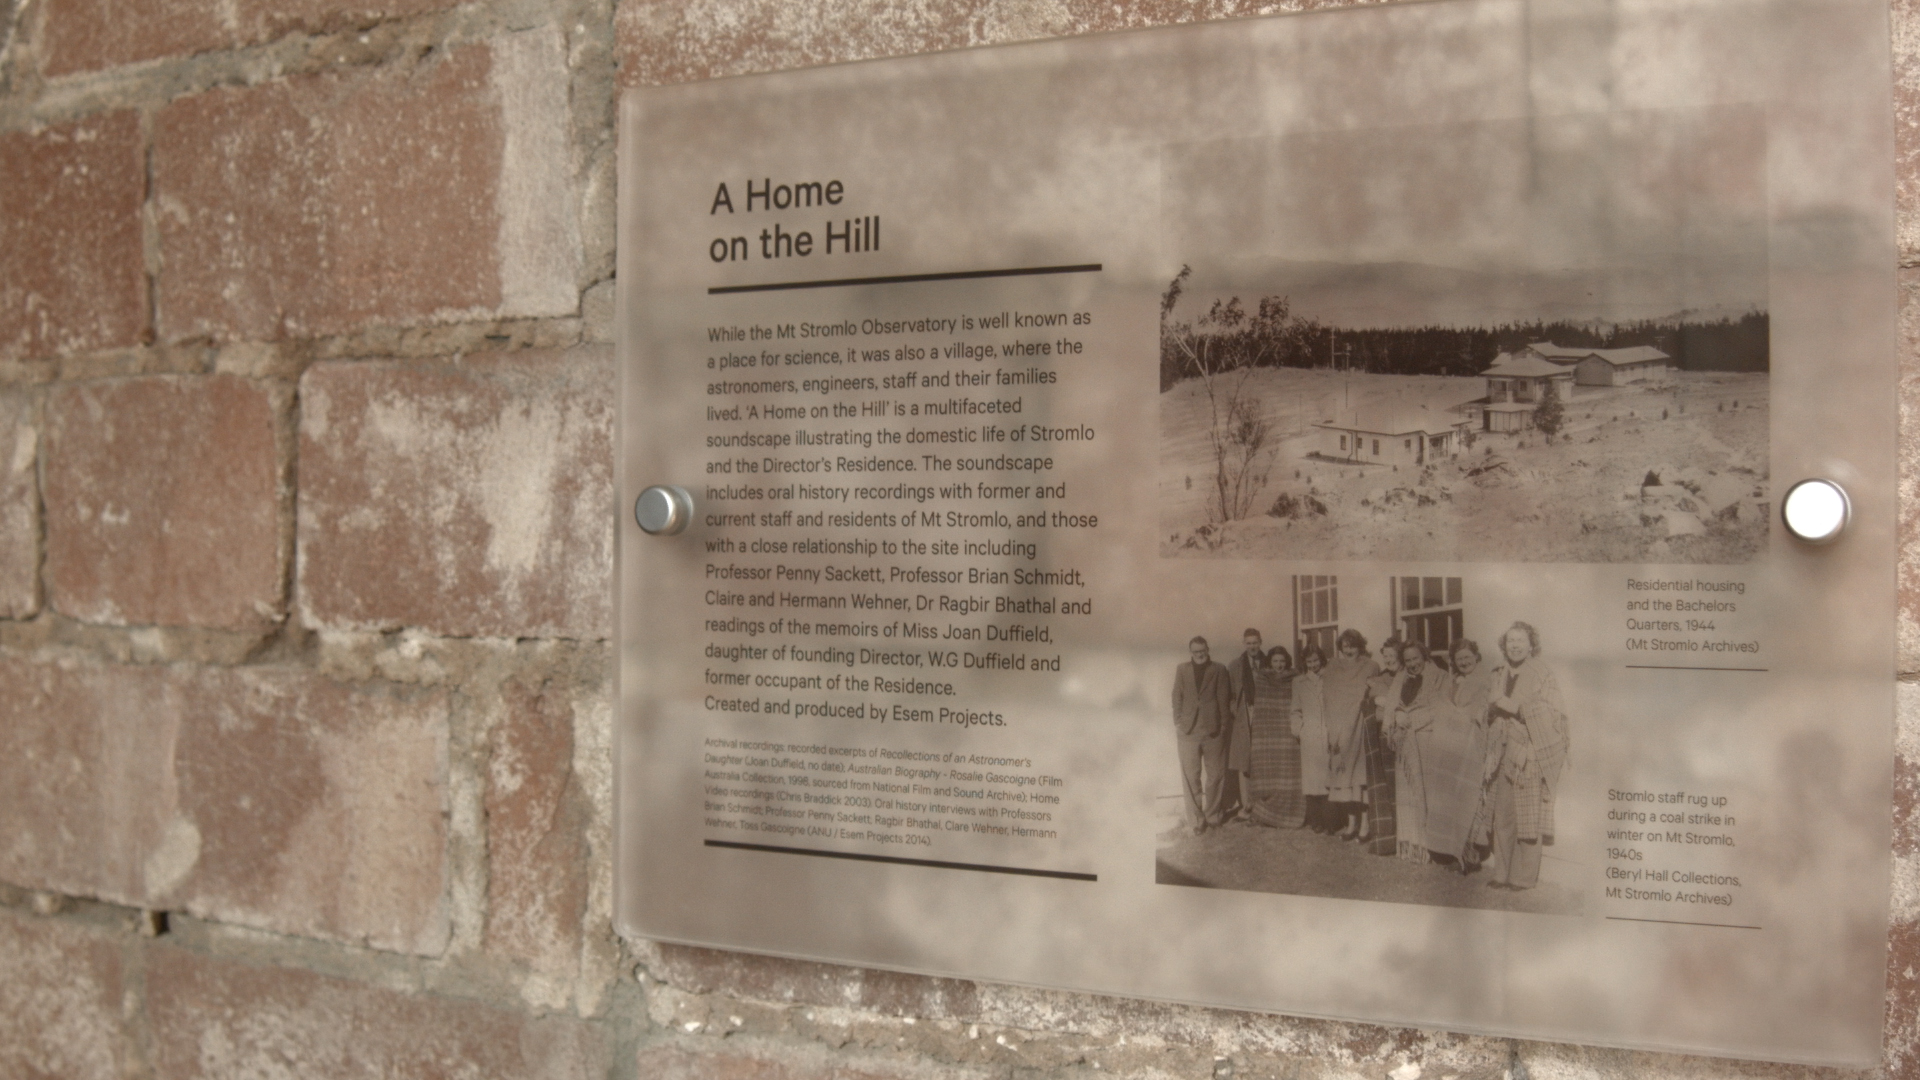 A Home
on the Hill
While the Mt Stromlo Observatory is well known as
a place for science, it was also a village, where the
astronomers, engineers, staff and their families
lived. ‘A Home on the Hill’ is a multifaceted
soundscape illustrating the domestic life of Stromlo
and the Director’s Residence. The soundscape
includes oral history recordings with former and
current staff and residents of Mt Stromlo, and those
with a close relationship to the site including
Professor Penny Sackett, Professor Brian Schmidt,
Claire and Hermann Wehner, Dr Ragbir Bhathal and
readings of the memoirs of Miss Joan Duffield,
daughter of founding Director, W.G Duffield and
former occupant of the Residence.
Created and produced by Esem Projects.
Archival recordings: recorded excerpts of Recollections of an Astronomer’s
Daughter (Joan Duffield, no date); Australian Biography - Rosalie Gascoigne (Film
Australia Collection, 1998, sourced from National Film and Sound Archive); Home
Video recordings (Chris Braddick 2003). Oral history interviews with Professors
Brian Schmidt; Professor Penny Sackett; Ragbir Bhathal, Clare Wehner, Hermann
Wehner, Toss Gascoigne (ANU / Esem Projects 2014).
Residential housing
and the Bachelors
Quarters, 1944
(Mt Stromlo Archives)
Stromlo staff rug up
during a coal strike in
winter on Mt Stromlo,
1940s
(Beryl Hall Collections,
Mt Stromlo Archives)